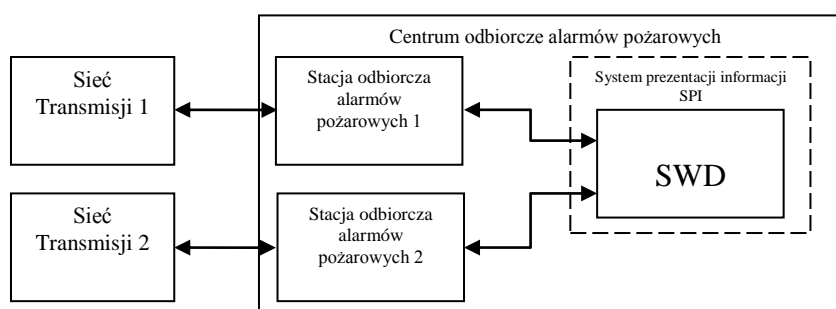 Centrum odbiorcze alarmów pożarowych
Sieć
Transmisji 1
Stacja odbiorcza
alarmów
pożarowych 1
System prezentacji informacji
SPI
SWD
Sieć
Transmisji 2
Stacja odbiorcza
alarmów
pożarowych 2